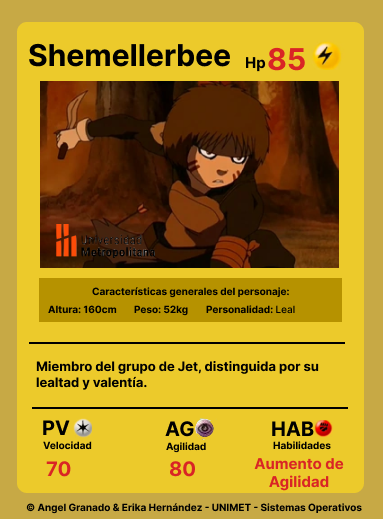 Shemellerbee Hp 85
Universidad
Metropolitana
Características generales del personaje:
Altura: 160cm Peso: 52kg Personalidad: Leal
Miembro del grupo de Jet, distinguida por su
lealtad y valentía.
PV AG HAB
Velocidad Agilidad Habilidades
70 80 Aumento de
Agilidad
© Angel Granado & Erika Hernández - UNIMET - Sistemas Operativos